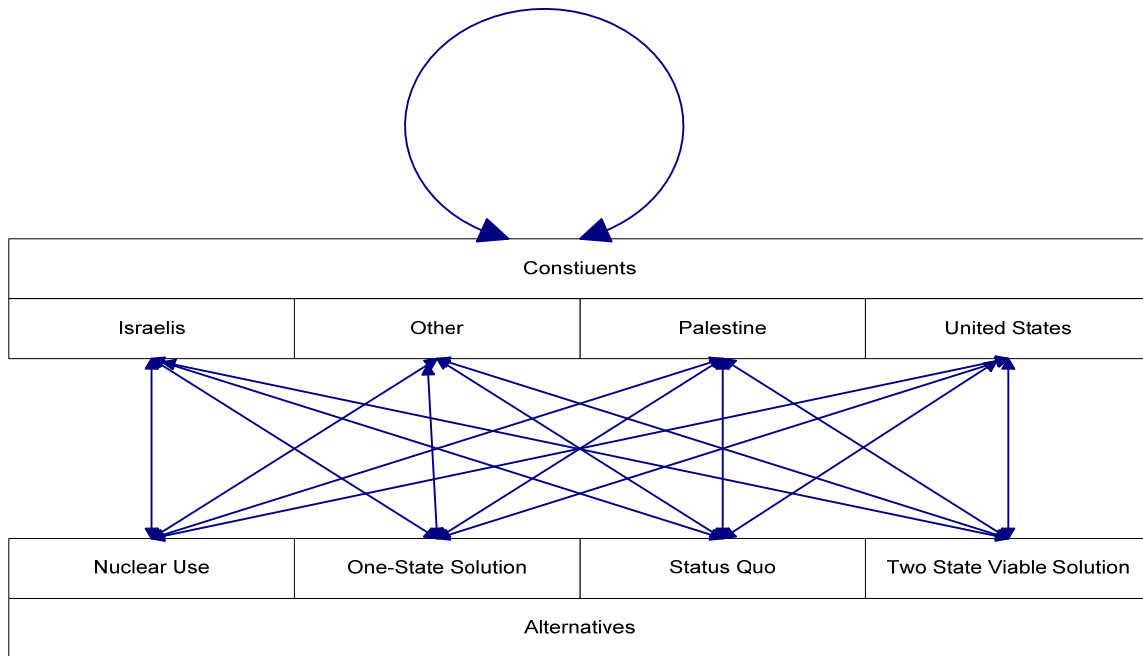 Constiuents
Israelis
Other
Palestine
United States
Nuclear Use
One-State Solution
Status Quo
Two State Viable Solution
Alternatives